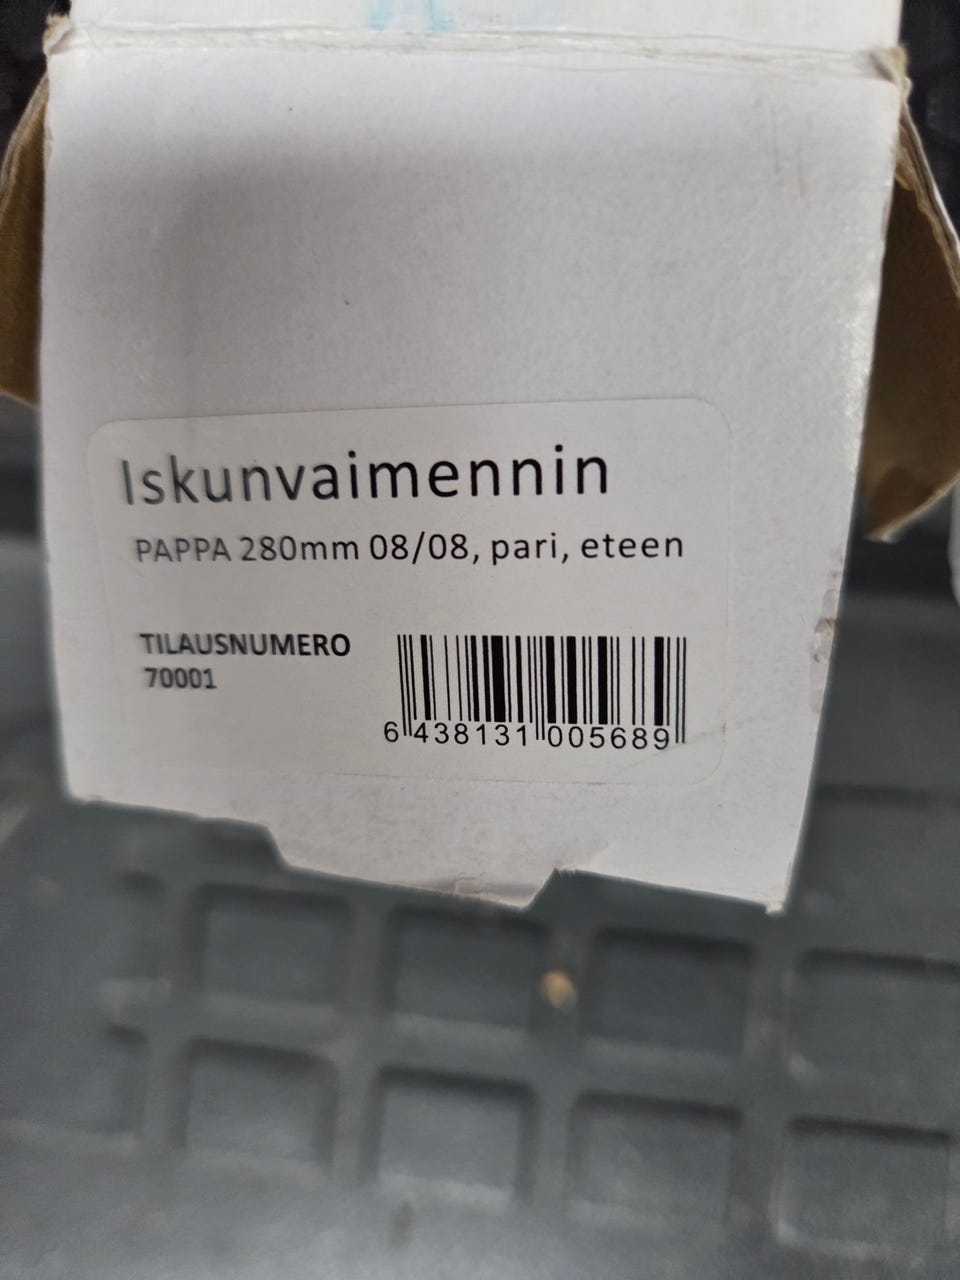 Iskunvaimennin
PAPPA 280mm 08/08, pari, eteen
TILAUSNUMERO
70001
6 438131 005689